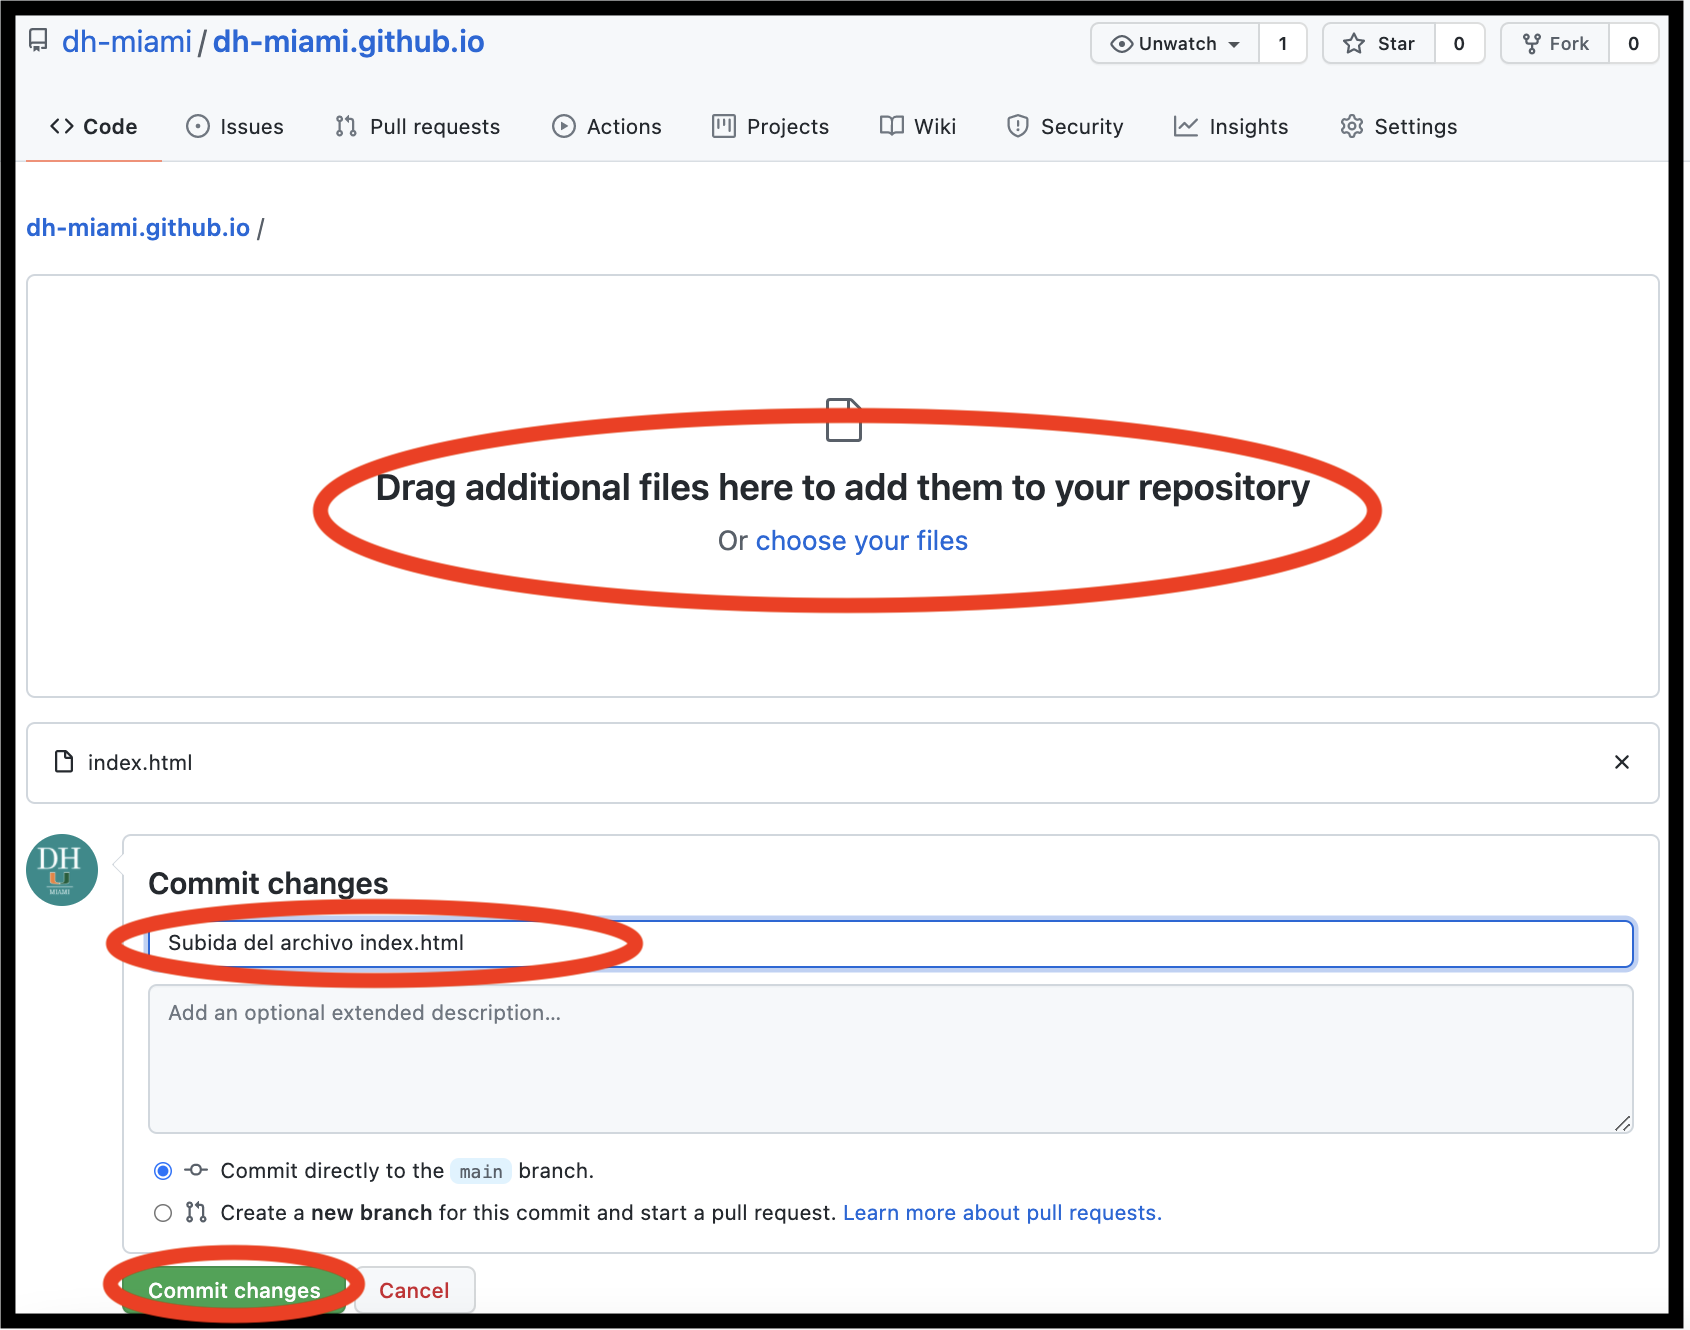 dh-miami / dh-miami.github.io Unwatch 1 Star 0 Fork 0
Code Issues Pull requests Actions Projects Wiki Security Insights Settings
dh-miami.github.io /
Drag additional files here to add them to your repository
Or choose your files
index.html
DH
U
MIAMI
Commit changes
Subida del archivo index.html
Add an optional extended description...
Commit directly to the main branch.
Create a new branch for this commit and start a pull request. Learn more about pull requests.
Commit changes Cancel